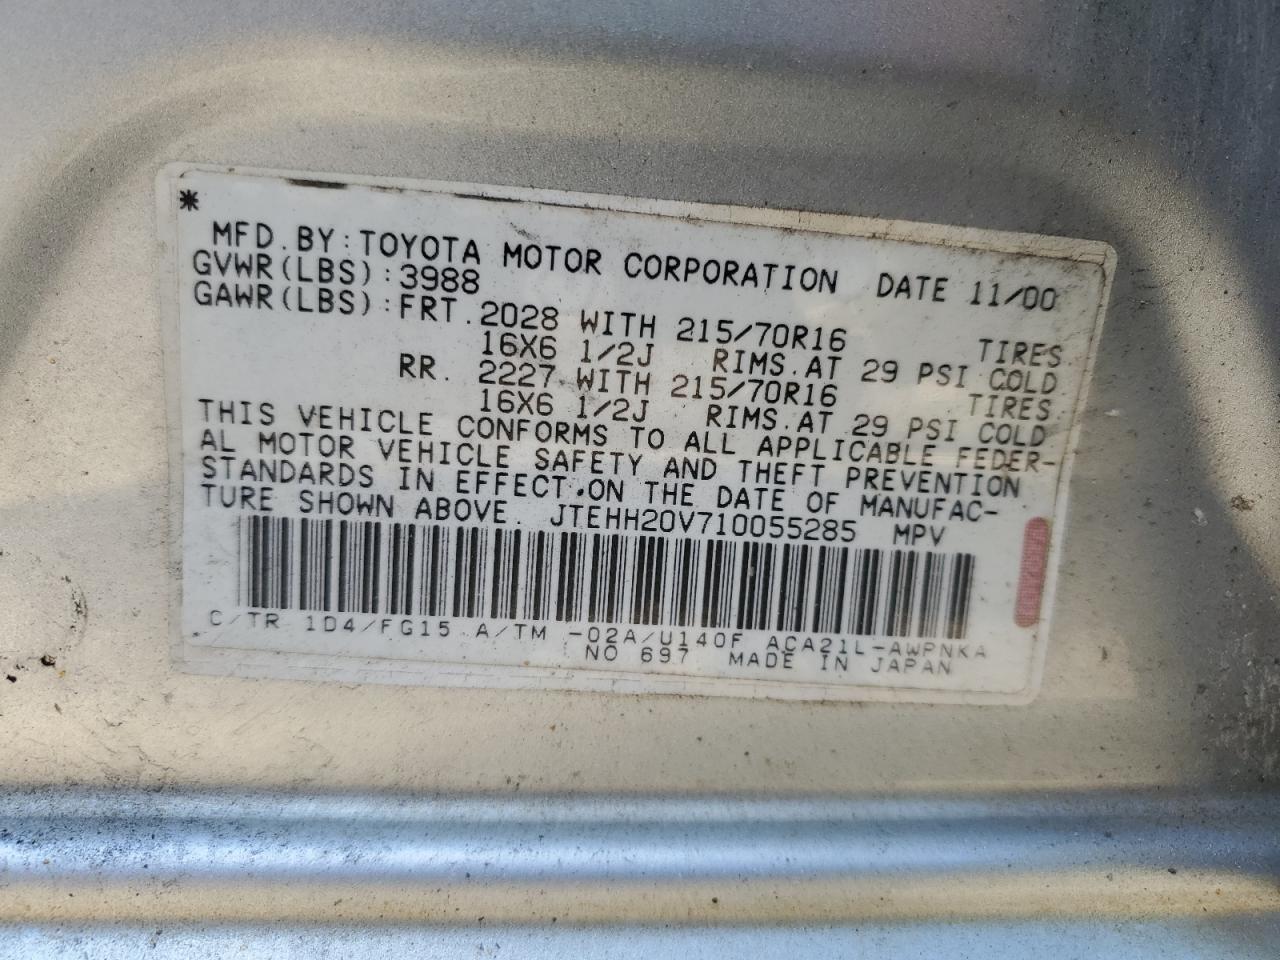 *
MFD. BY: TOYOTA MOTOR CORPORATION DATE 11/00
GVWR(LBS): 3988
GAWR(LBS): FRT. 2028 WITH 215/70R16 TIRES.
16X6 1/2J RIMS. AT 29 PSI COLD
RR. 2227 WITH 215/70R16 TIRES.
16X6 1/2J RIMS. AT 29 PSI COLD
THIS VEHICLE CONFORMS TO ALL APPLICABLE FEDER-
AL MOTOR VEHICLE SAFETY AND THEFT PREVENTION
STANDARDS IN EFFECT ON THE DATE OF MANUFAC-
TURE SHOWN ABOVE. JTEHH20V710055285 MPV
C/TR 1D4/FG15 A/TM -02A/U140F ACA21L-AWPNKA
NO 697 MADE IN JAPAN